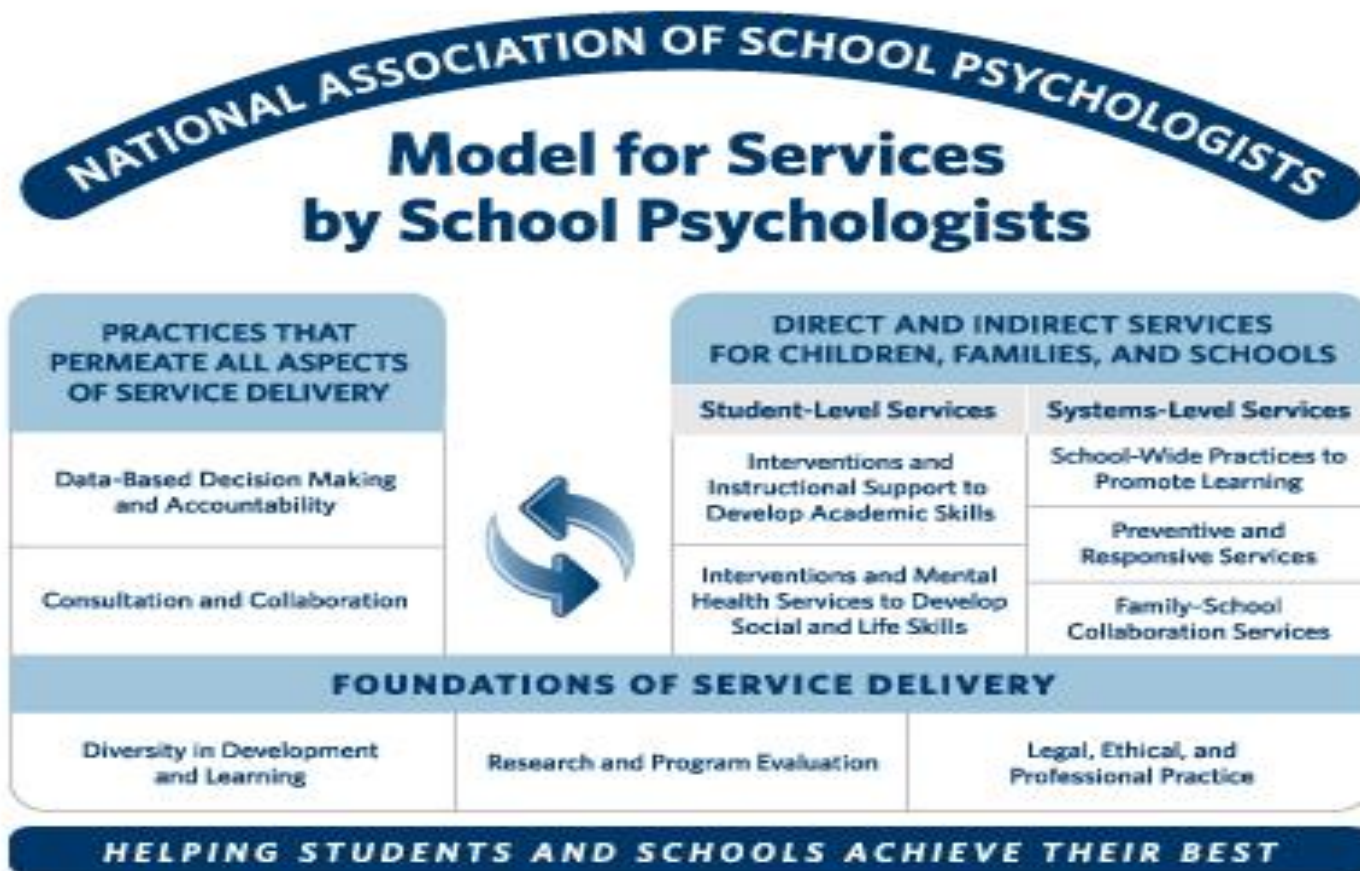 NATIONAL ASSOCIATION OF SCHOOL PSYCHOLOGISTS
Model for Services
by School Psychologists
PRACTICES THAT
PERMEATE ALL ASPECTS
OF SERVICE DELIVERY
Data-Based Decision Making
and Accountability
Consultation and Collaboration
DIRECT AND INDIRECT SERVICES
FOR CHILDREN, FAMILIES, AND SCHOOLS
Student-Level Services
Interventions and
Instructional Support to
Develop Academic Skills
Interventions and Mental
Health Services to Develop
Social and Life Skills
Systems-Level Services
School-Wide Practices to
Promote Learning
Preventive and
Responsive Services
Family–School
Collaboration Services
FOUNDATIONS OF SERVICE DELIVERY
Diversity in Development
and Learning
Research and Program Evaluation
Legal, Ethical, and
Professional Practice
HELPING STUDENTS AND SCHOOLS ACHIEVE THEIR BEST